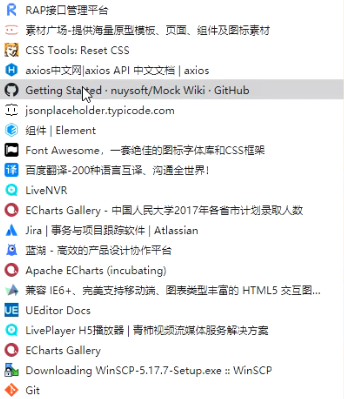 RAP接口管理平台
素材广场-提供海量原型模板、页面、组件及图标素材
CSS Tools: Reset CSS
axios中文网|axios API 中文文档 | axios
Getting Started · nuysoft/Mock Wiki · GitHub
jsonplaceholder.typicode.com
组件 | Element
Font Awesome，一套绝佳的图标字体库和CSS框架
百度翻译-200种语言互译、沟通全世界！
LiveNVR
ECharts Gallery - 中国人民大学2017年各省市计划录取人数
Jira | 事务与项目跟踪软件 | Atlassian
蓝湖 - 高效的产品设计协作平台
Apache ECharts (incubating)
兼容 IE6+、完美支持移动端、图表类型丰富的 HTML5 交互图...
UEditor Docs
LivePlayer H5播放器 | 青柿视频流媒体服务解决方案
ECharts Gallery
Downloading WinSCP-5.17.7-Setup.exe :: WinSCP
Git